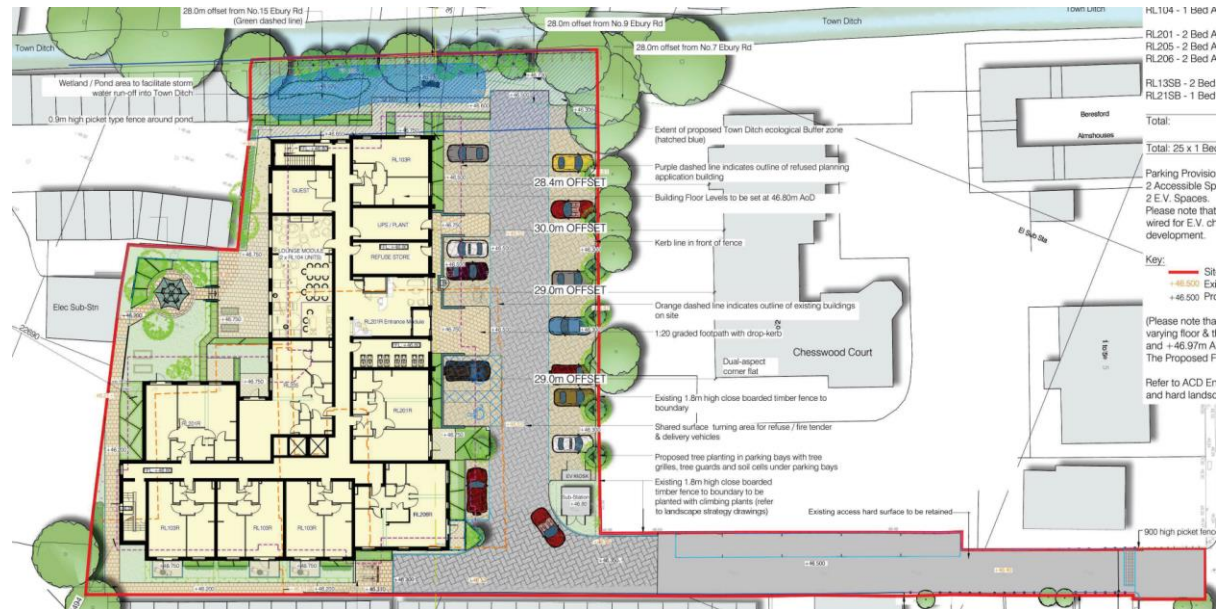 28.0m offset from No.15 Ebury Rd
(Green dashed line)
28.0m offset from No.9 Ebury Rd
28.0m offset from No.7 Ebury Rd
Town Ditch
Town Ditch
Town Ditch
Wetland / Pond area to facilitate storm
water run-off into Town Ditch
0.9m high picket type fence around pond
Extent of proposed Town Ditch ecological Buffer zone
(hatched blue)
Purple dashed line indicates outline of refused planning
application building
Building Floor Levels to be set at 46.80m AoD
Kerb line in front of fence
Orange dashed line indicates outline of existing buildings
on site
1:20 graded footpath with drop-kerb
Dual-aspect
corner flat
Existing 1.8m high close boarded timber fence to
boundary
Shared surface turning area for refuse / fire tender
& delivery vehicles
Proposed tree planting in parking bays with tree
grilles, tree guards and soil cells under parking bays
Existing 1.8m high close boarded
timber fence to boundary to be
planted with climbing plants (refer
to landscape strategy drawings)
Existing access hard surface to be retained
900 high picket fence
28.4m OFFSET
30.0m OFFSET
29.0m OFFSET
29.0m OFFSET
RL103R
GUEST
UPS / PLANT
LOUNGE MODULE
(2 x RL104 UNITS)
REFUSE STORE
RL201R Entrance Module
RL201R
RL201R
RL103R
RL103R
RL103R
RL206R
Elec Sub-Stn
Sub-Station
Chesswood Court
Beresford
Almshouses
El Sub Sta
RL104 - 1 Bed A
RL201 - 2 Bed A
RL205 - 2 Bed A
RL206 - 2 Bed A
RL13SB - 2 Bed
RL21SB - 1 Bed
Total:
Total: 25 x 1 Bed
Parking Provisio
2 Accessible Sp
2 E.V. Spaces.
Please note that
wired for E.V. ch
development.
Key:
Sit
+46.500 Exi
+46.500 Pro
(Please note tha
varying floor & th
and +46.97m A
The Proposed F
Refer to ACD En
and hard landsc
+46.500